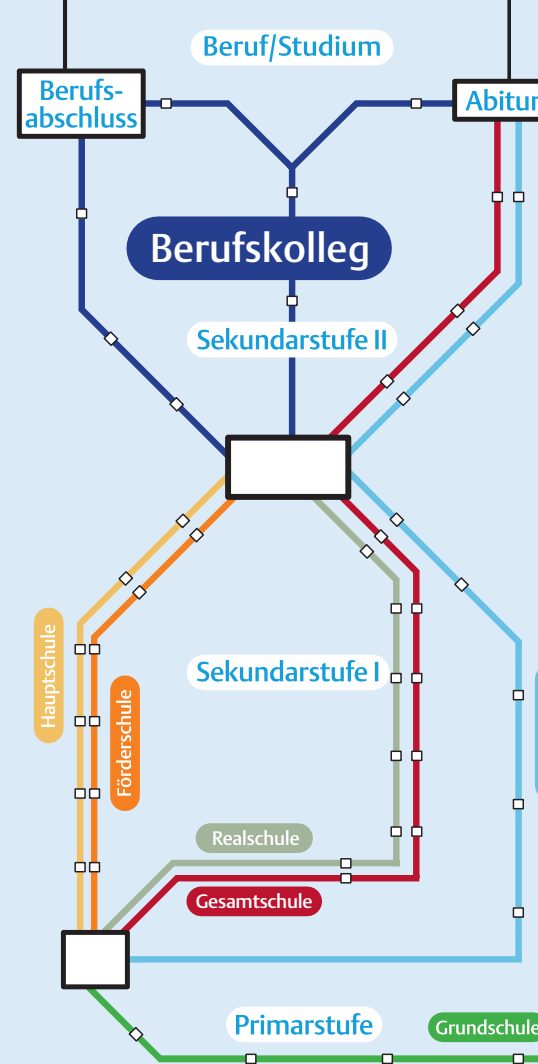 Beruf/Studium
Berufs-
abschluss
Abitur
Berufskolleg
Sekundarstufe II
Hauptschule
Förderschule
Sekundarstufe I
Realschule
Gesamtschule
Primarstufe
Grundschule